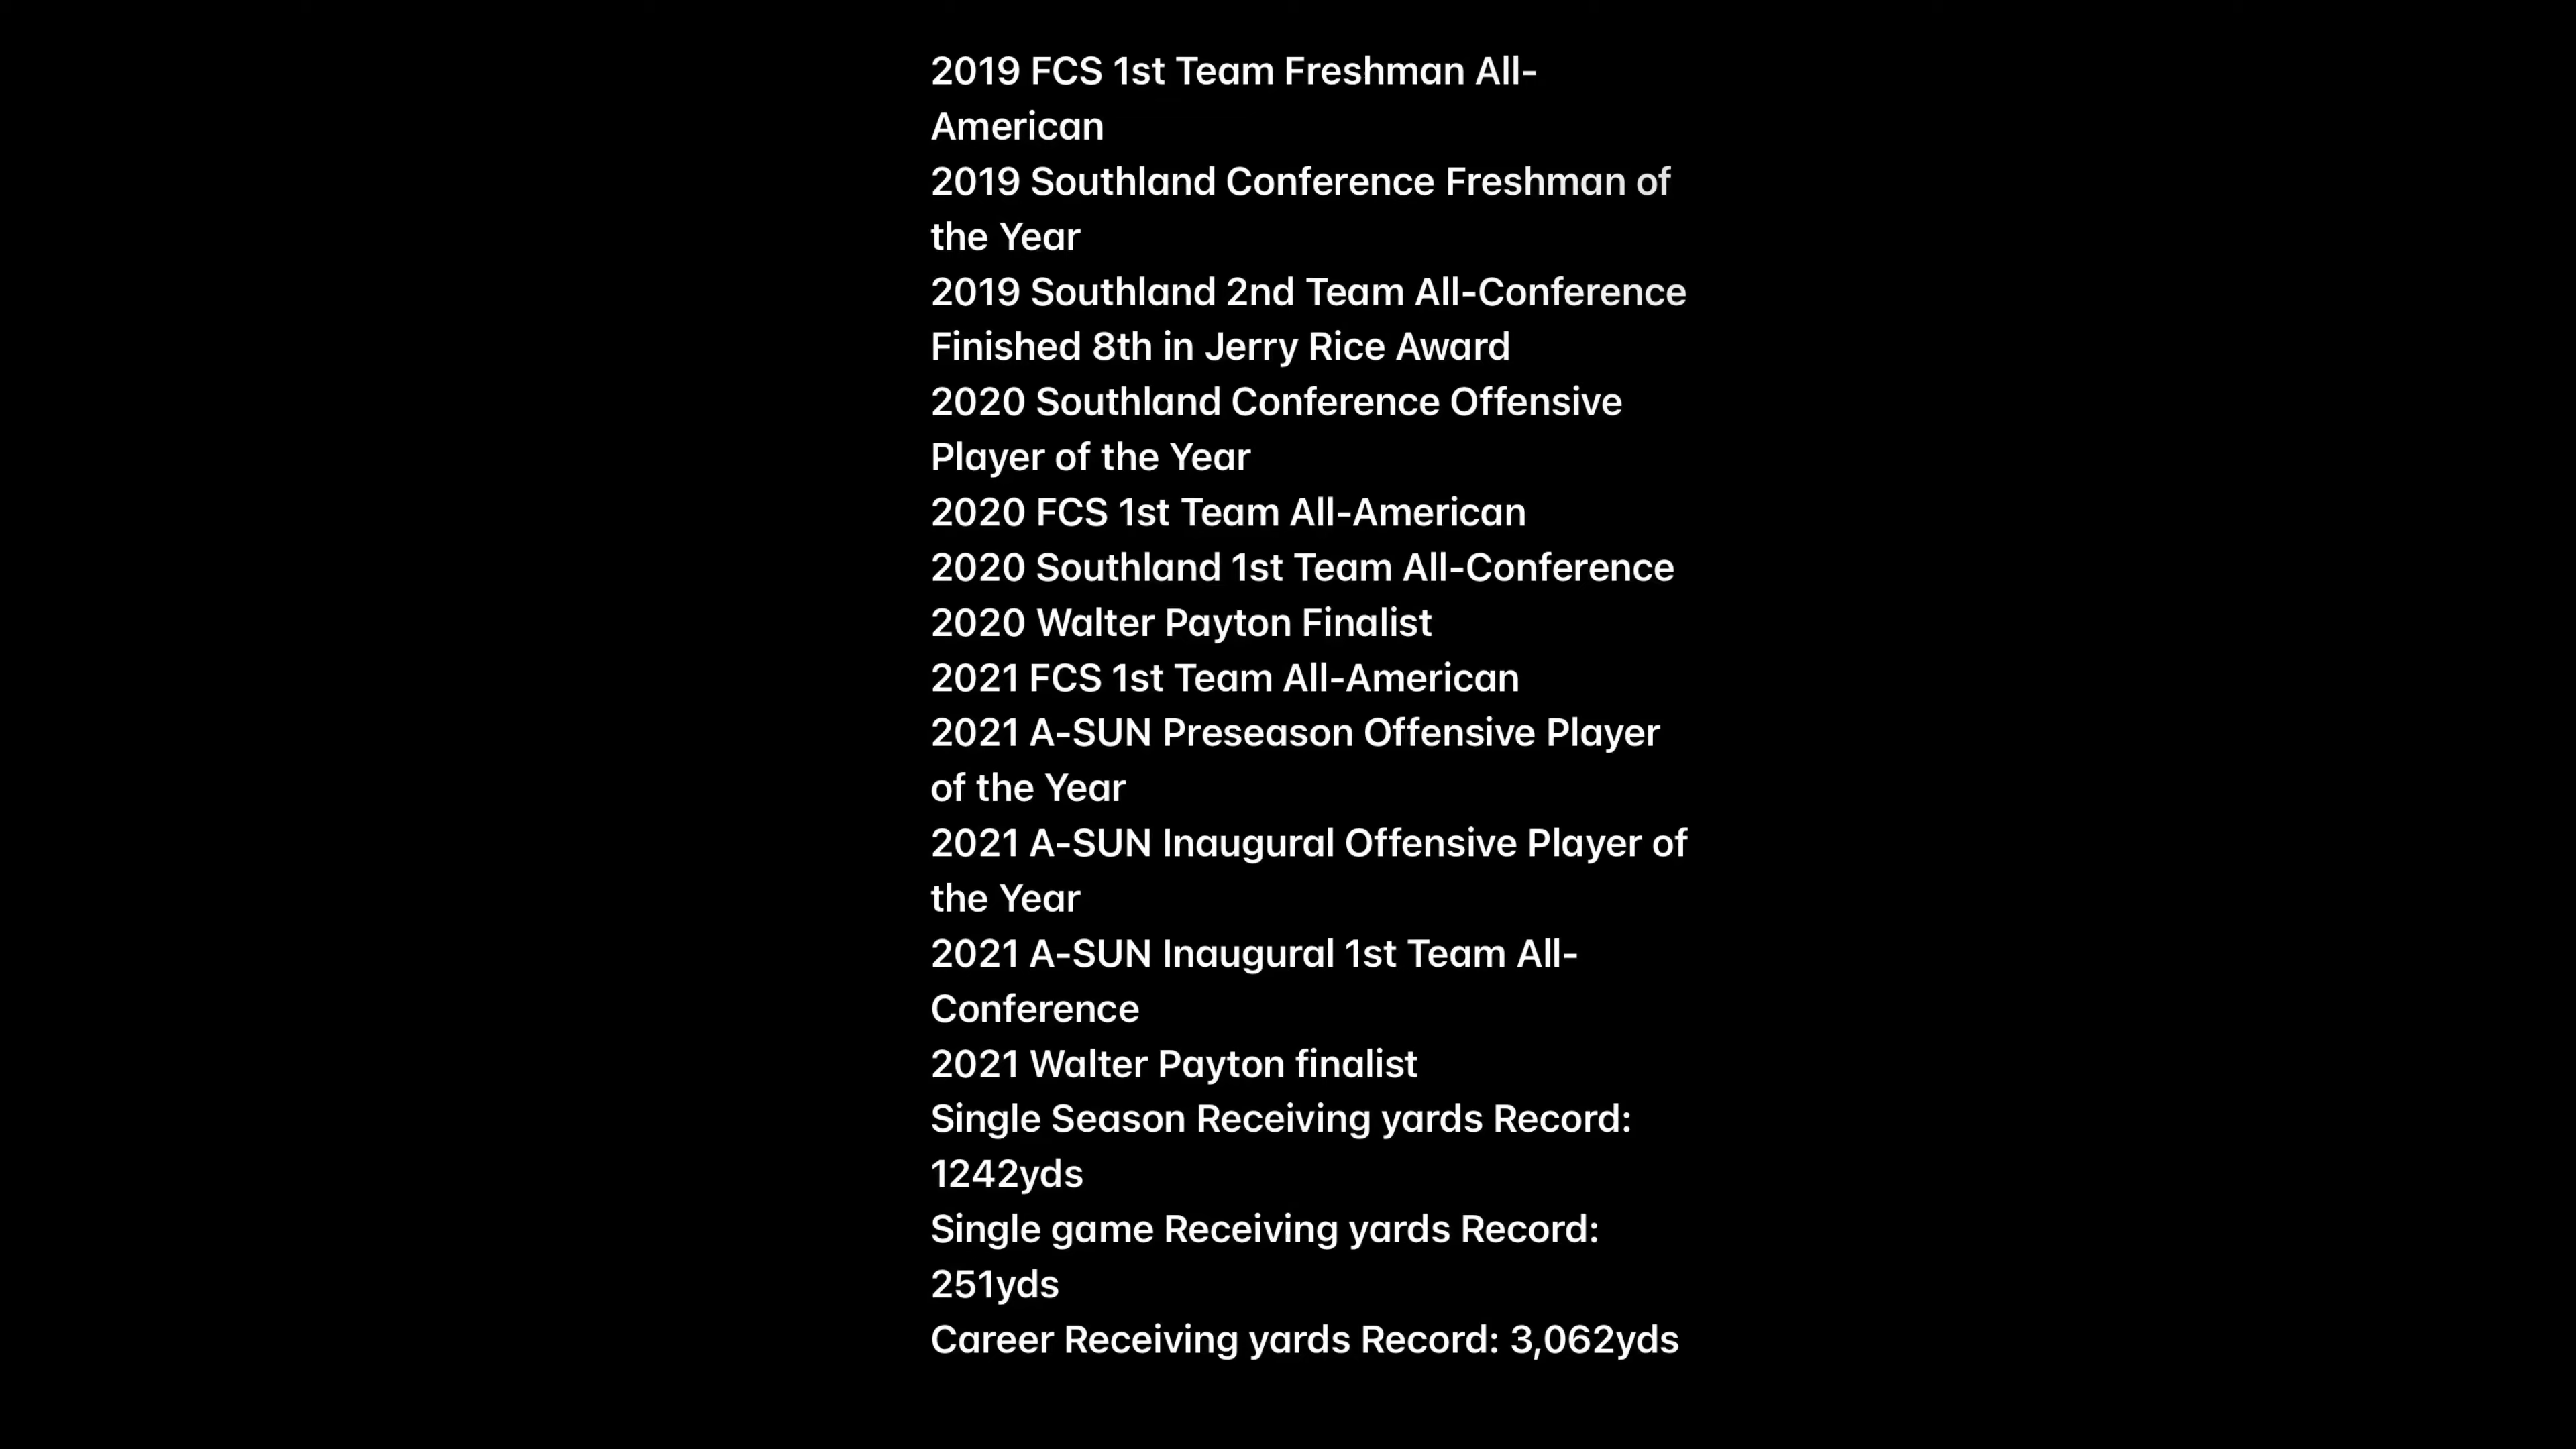 2019 FCS 1st Team Freshman All-
American
2019 Southland Conference Freshman of
the Year
2019 Southland 2nd Team All-Conference
Finished 8th in Jerry Rice Award
2020 Southland Conference Offensive
Player of the Year
2020 FCS 1st Team All-American
2020 Southland 1st Team All-Conference
2020 Walter Payton Finalist
2021 FCS 1st Team All-American
2021 A-SUN Preseason Offensive Player
of the Year
2021 A-SUN Inaugural Offensive Player of
the Year
2021 A-SUN Inaugural 1st Team All-
Conference
2021 Walter Payton finalist
Single Season Receiving yards Record:
1242yds
Single game Receiving yards Record:
251yds
Career Receiving yards Record: 3,062yds